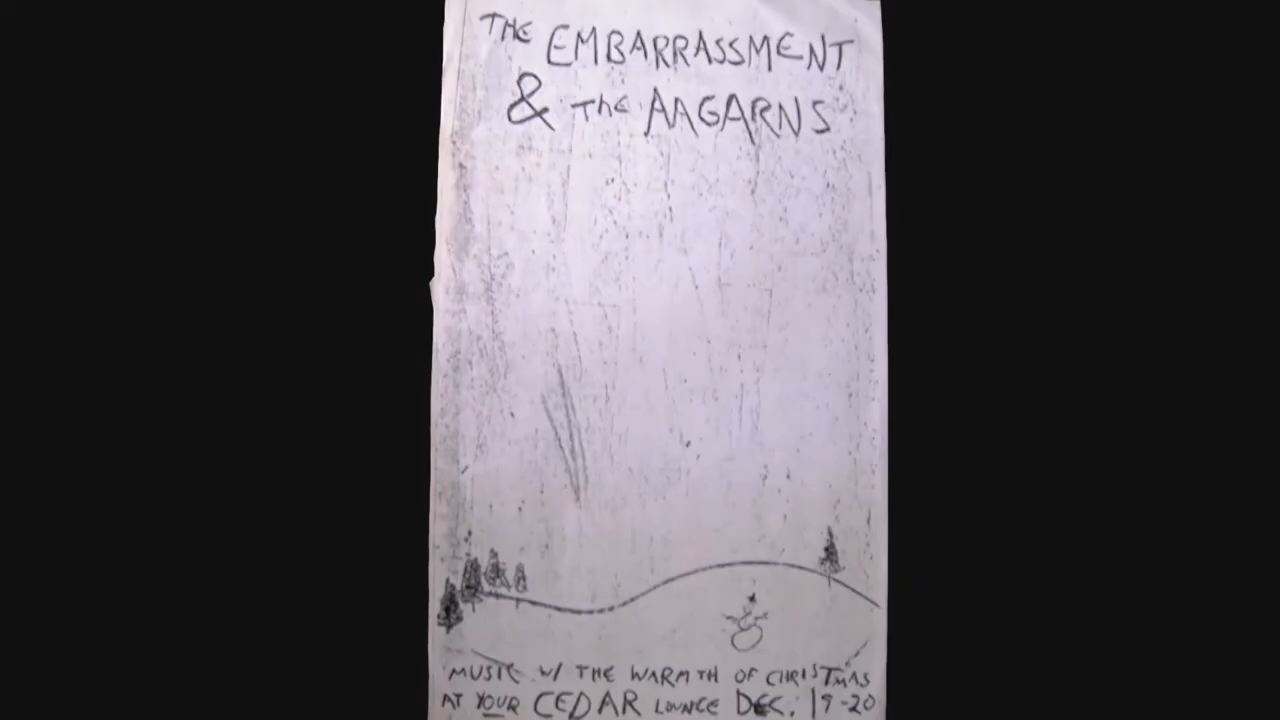 THE EMBARRASSMENT
& The AAGARNS
MUSIC W/ THE WARMTH OF CHRISTMAS
AT YOUR CEDAR LOUNGE DEC. 19-20